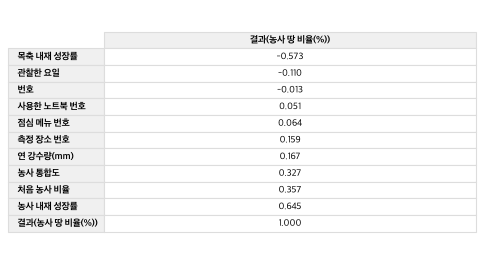 결과(농사 땅 비율(%))
목축 내재 성장률 -0.573
관찰한 요일 -0.110
번호 -0.013
사용한 노트북 번호 0.051
점심 메뉴 번호 0.064
측정 장소 번호 0.159
연 강수량(mm) 0.167
농사 통합도 0.327
처음 농사 비율 0.357
농사 내재 성장률 0.645
결과(농사 땅 비율(%)) 1.000